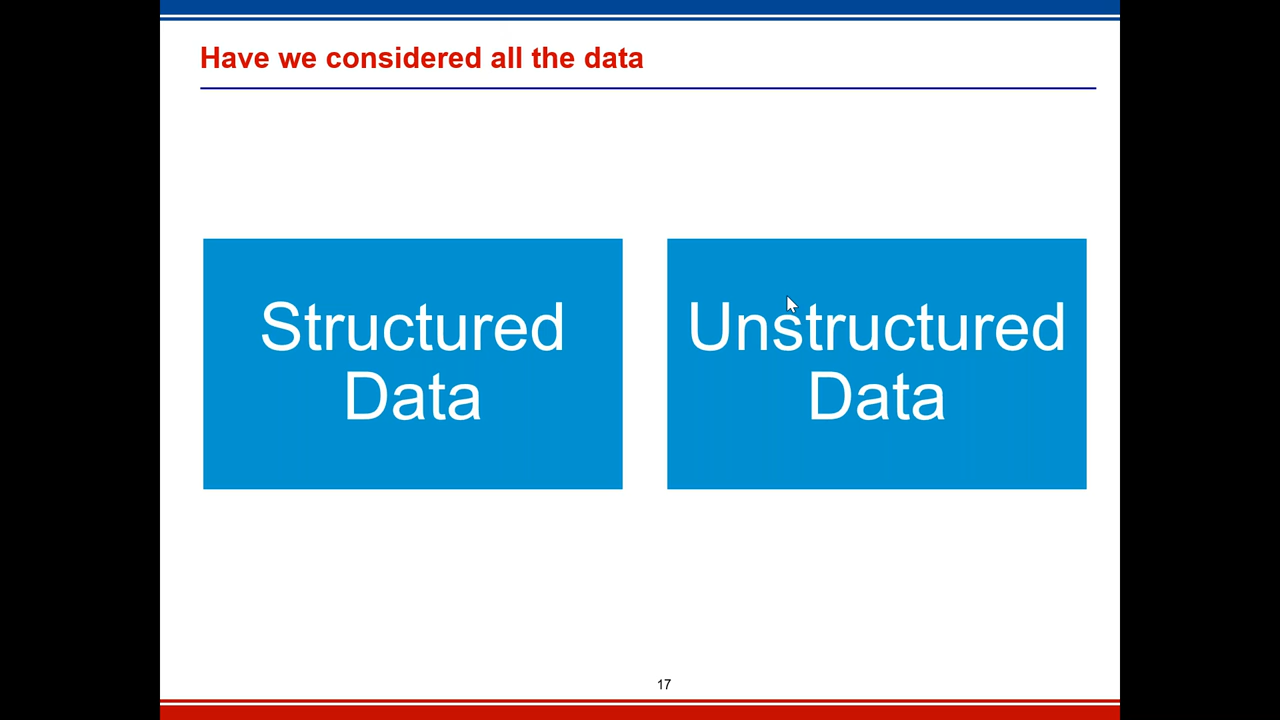 Have we considered all the data
Structured
Data
Unstructured
Data
17